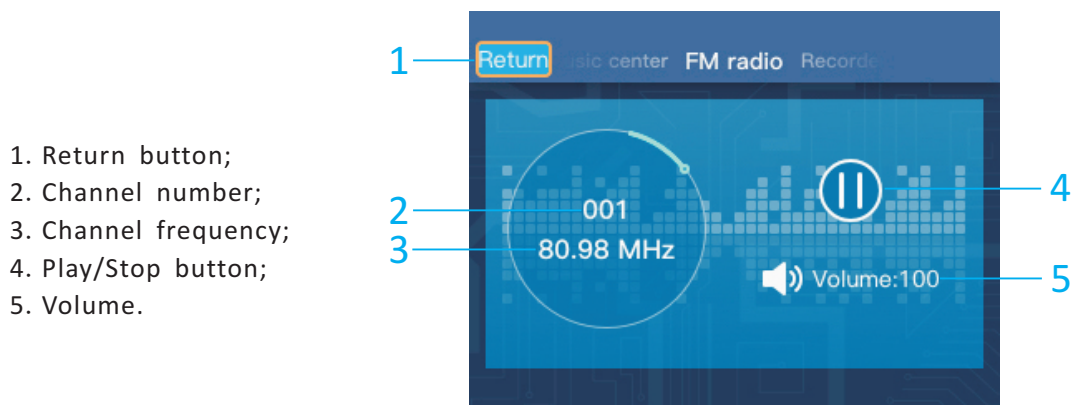 1. Return button;
2. Channel number;
3. Channel frequency;
4. Play/Stop button;
5. Volume.
1
Return center FM radio
2
001
3
80.98 MHz
4
Volume:100
5